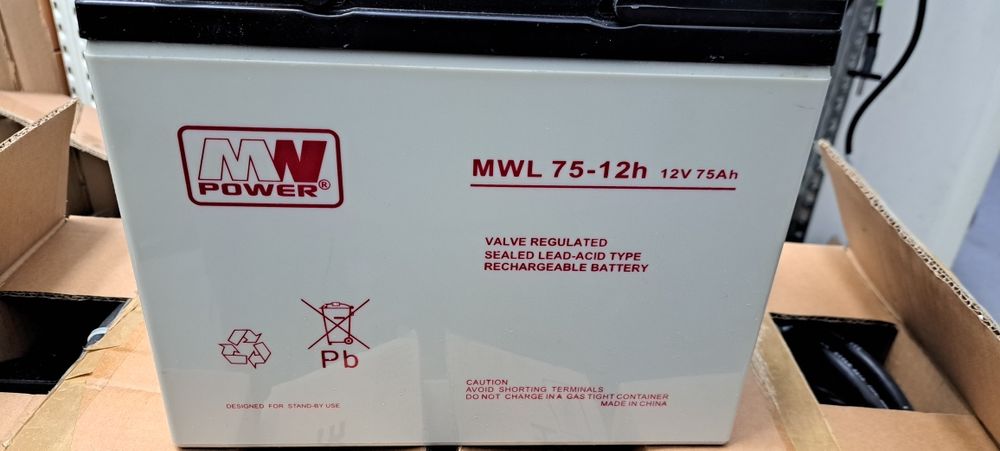 MW
POWER®
MWL 75-12h 12V 75Ah
VALVE REGULATED
SEALED LEAD-ACID TYPE
RECHARGEABLE BATTERY
Pb
DESIGNED FOR STAND-BY USE
CAUTION
AVOID SHORTING TERMINALS
DO NOT CHARGE IN A GAS TIGHT CONTAINER
MADE IN CHINA